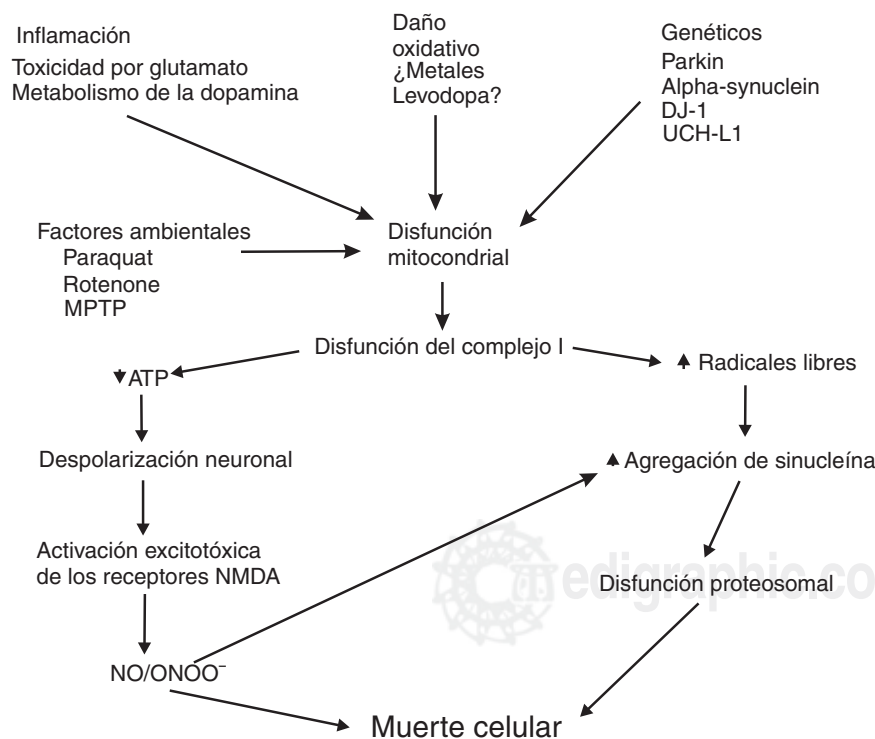 Inflamación
Toxicidad por glutamato
Metabolismo de la dopamina
Daño
oxidativo
¿Metales
Levodopa?
Genéticos
Parkin
Alpha-synuclein
DJ-1
UCH-L1
Factores ambientales
Paraquat
Rotenone
MPTP
Disfunción
mitocondrial
Disfunción del complejo I
ATP
Radicales libres
Despolarización neuronal
Agregación de sinucleína
Activación excitotóxica
de los receptores NMDA
Disfunción proteosomal
edigraphic.co
NO/ONOO⁻
Muerte celular